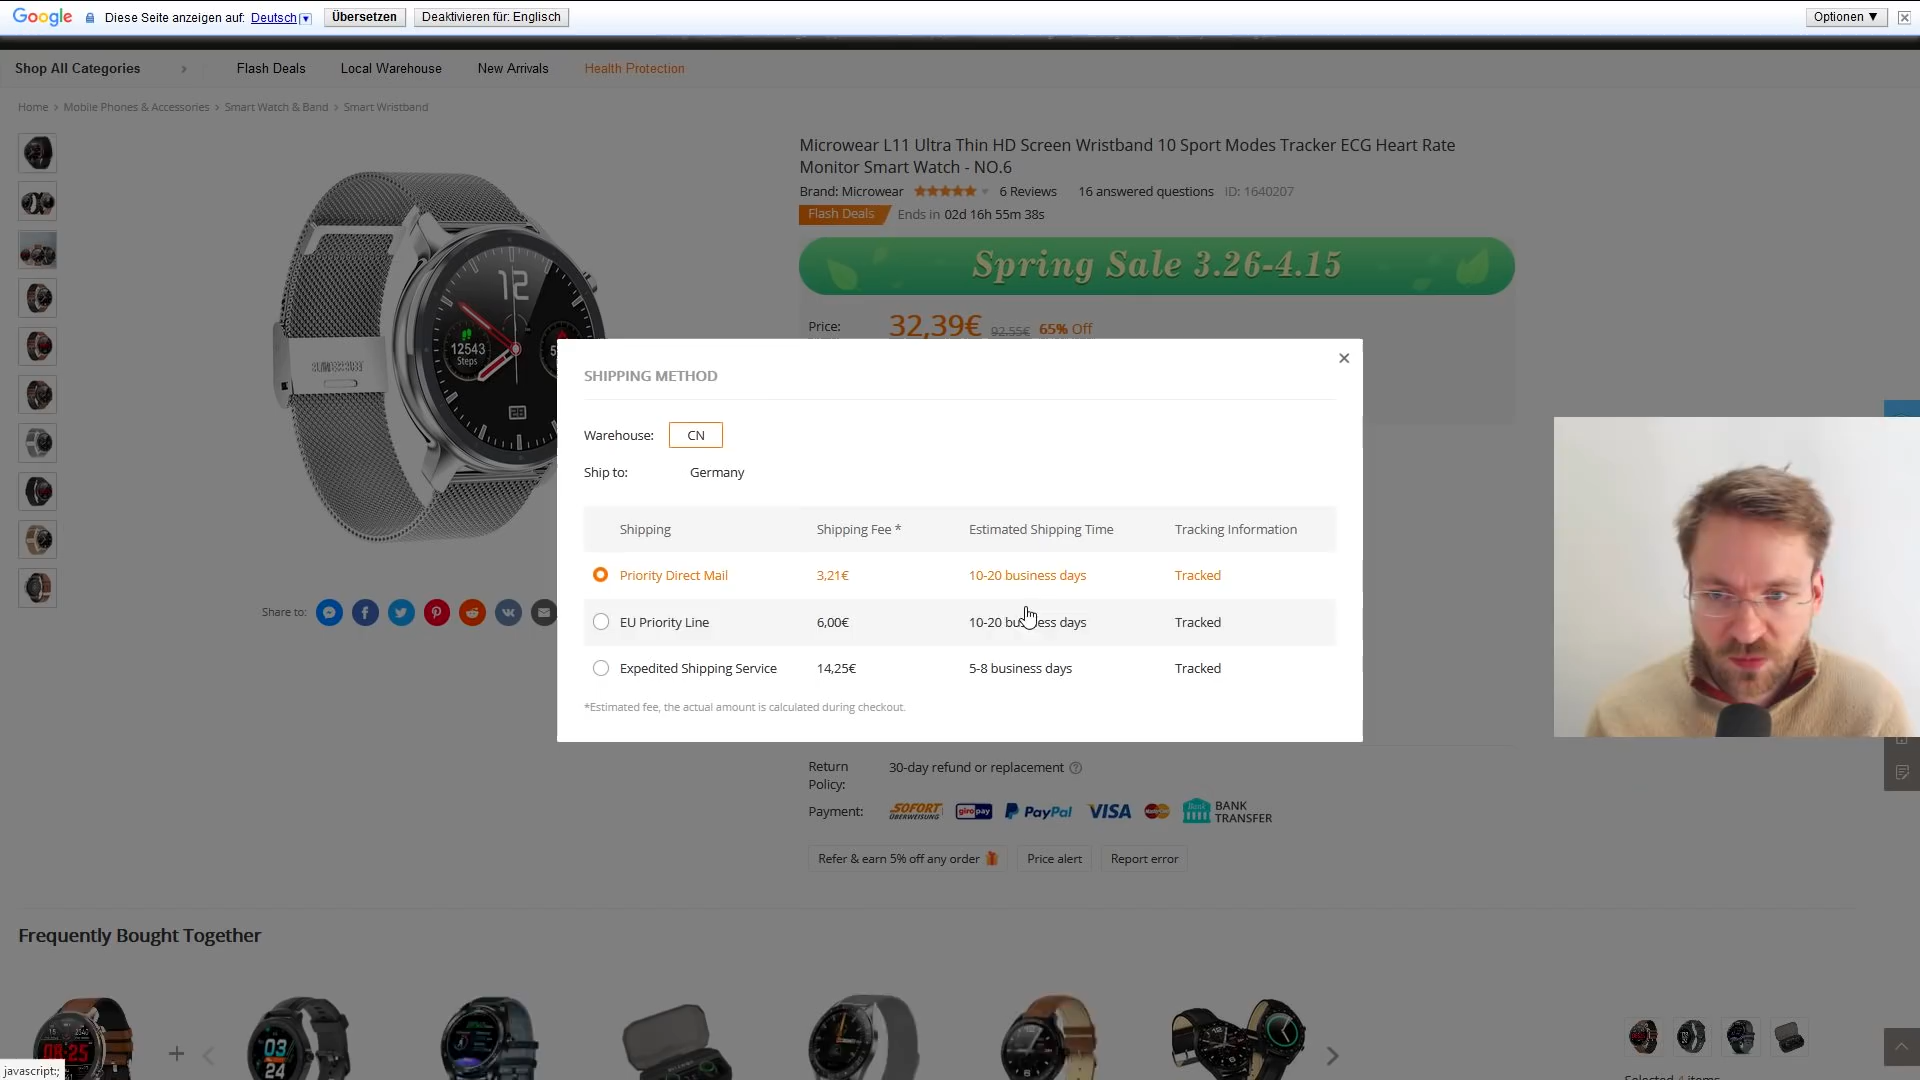 Google Diese Seite anzeigen auf: Deutsch Übersetzen Deaktivieren für: Englisch Optionen ▼
Shop All Categories Flash Deals Local Warehouse New Arrivals Health Protection
Home > Mobile Phones & Accessories > Smart Watch & Band > Smart Wristband
Microwear L11 Ultra Thin HD Screen Wristband 10 Sport Modes Tracker ECG Heart Rate
Monitor Smart Watch - NO.6
Brand: Microwear 6 Reviews 16 answered questions ID: 1640207
Flash Deals Ends in 02d 16h 55m 38s
Spring Sale 3.26-4.15
Price: 32,39€ 92,55€ 65% Off
12
12543
Steps
28
SHIPPING METHOD
Warehouse: CN
Ship to: Germany
Shipping Shipping Fee * Estimated Shipping Time Tracking Information
Priority Direct Mail 3,21€ 10-20 business days Tracked
EU Priority Line 6,00€ 10-20 business days Tracked
Expedited Shipping Service 14,25€ 5-8 business days Tracked
*Estimated fee, the actual amount is calculated during checkout.
Share to:
Return
Policy:
30-day refund or replacement
Payment: SOFORT ÜBERWEISUNG giropay PayPal VISA BANK
TRANSFER
Refer & earn 5% off any order Price alert Report error
Frequently Bought Together
08:25
03
24
javascript:;